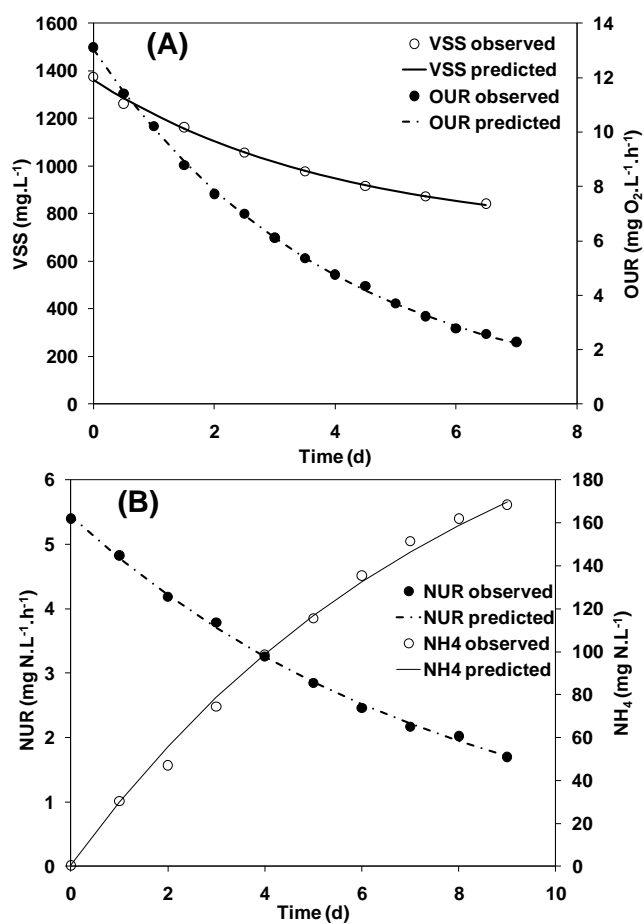 (A)
VSS observed
VSS predicted
OUR observed
OUR predicted
1600
1400
1200
1000
800
600
400
200
0
VSS (mg.L⁻¹)
14
12
10
8
6
4
2
0
OUR (mg O₂.L⁻¹.h⁻¹)
0 2 4 6 8
Time (d)
(B)
NUR observed
NUR predicted
NH4 observed
NH4 predicted
6
5
4
3
2
1
0
NUR (mg N.L⁻¹.h⁻¹)
180
160
140
120
100
80
60
40
20
0
NH₄ (mg N.L⁻¹)
0 2 4 6 8 10
Time (d)